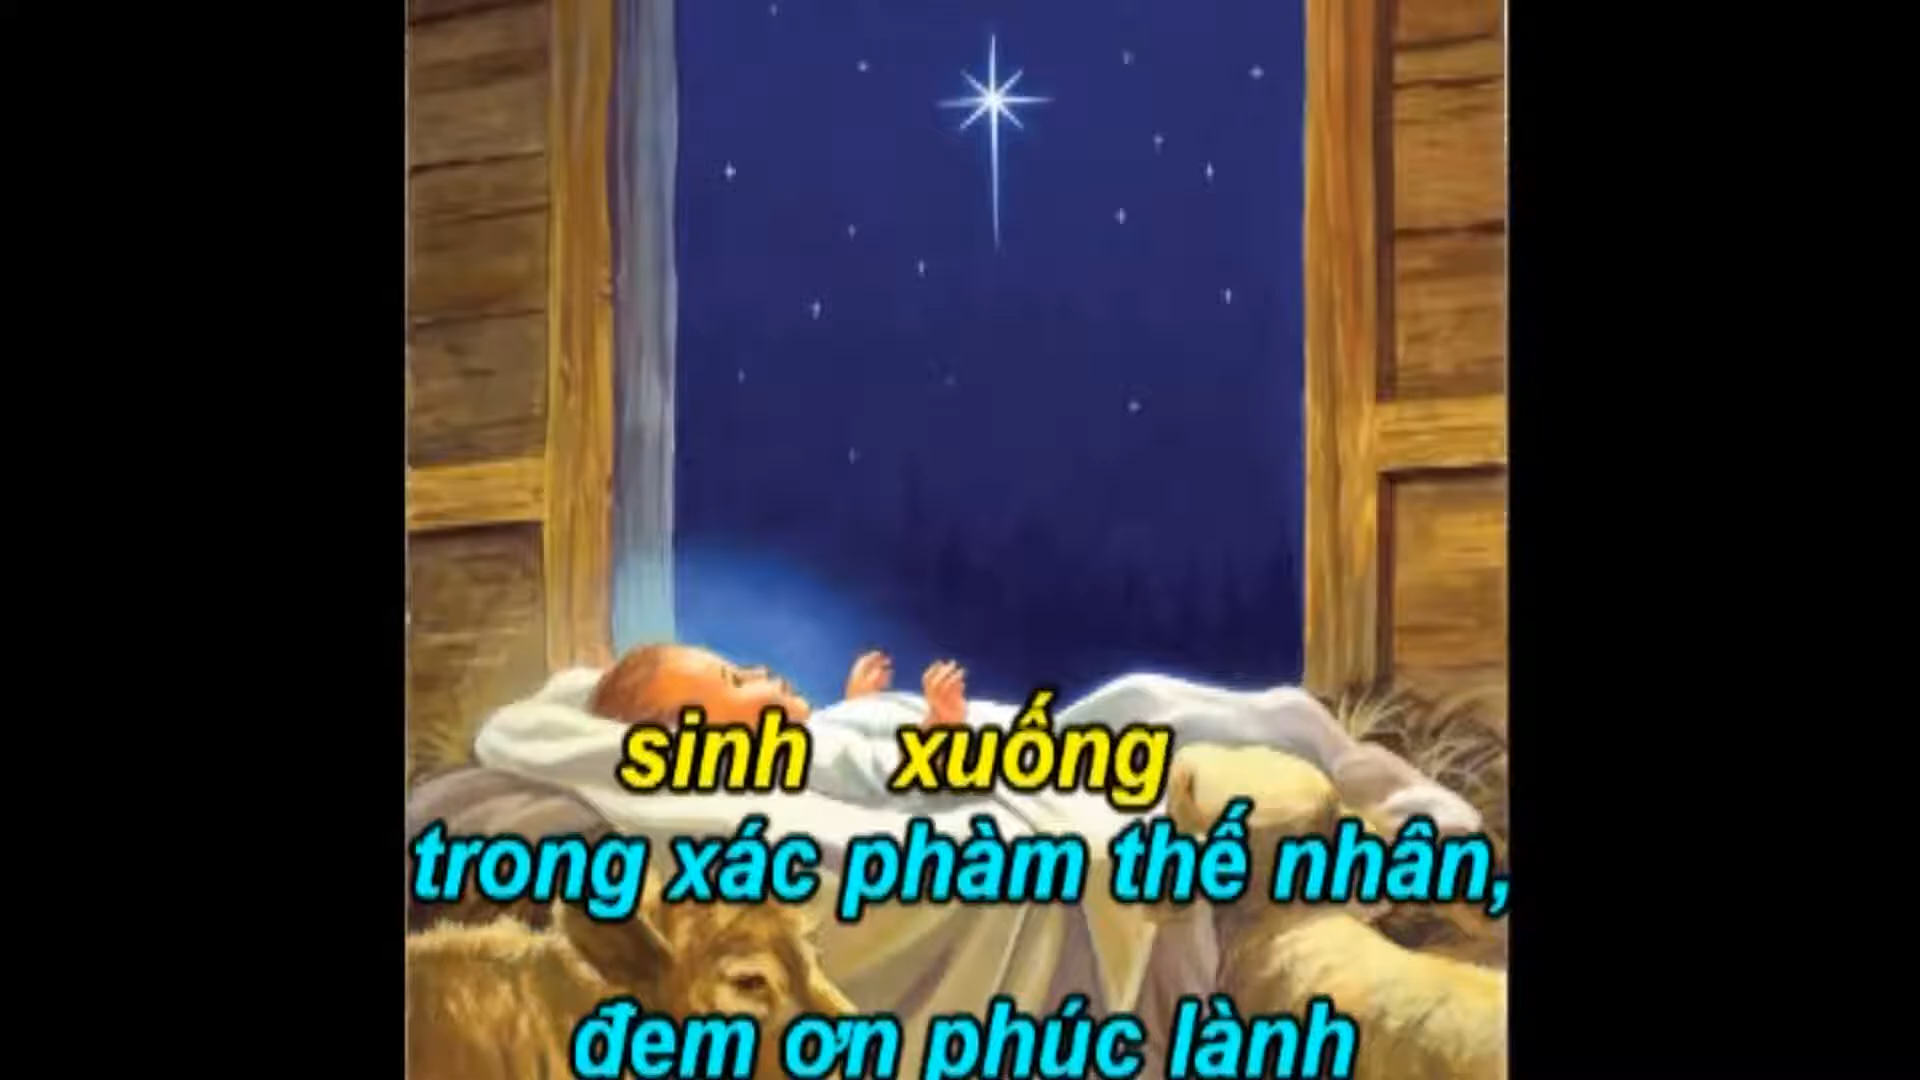 sinh xuống
trong xác phàm thế nhân,
đem ơn phúc lành